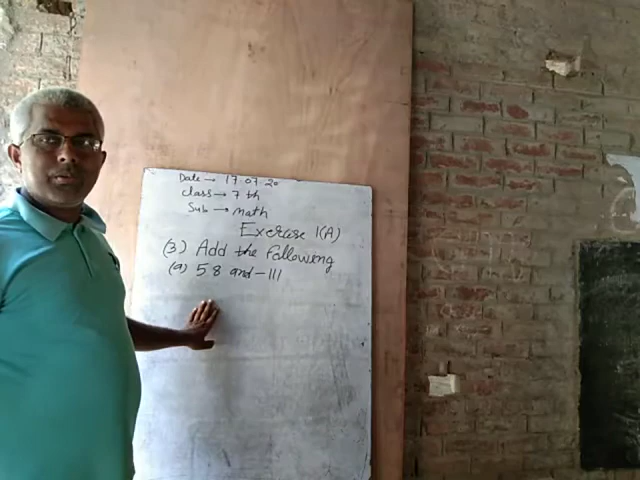 Date → 17.07.20
Class → 7 th
Sub → math
Exercise 1(A)
(3) Add the Following
(a) 58 and -111